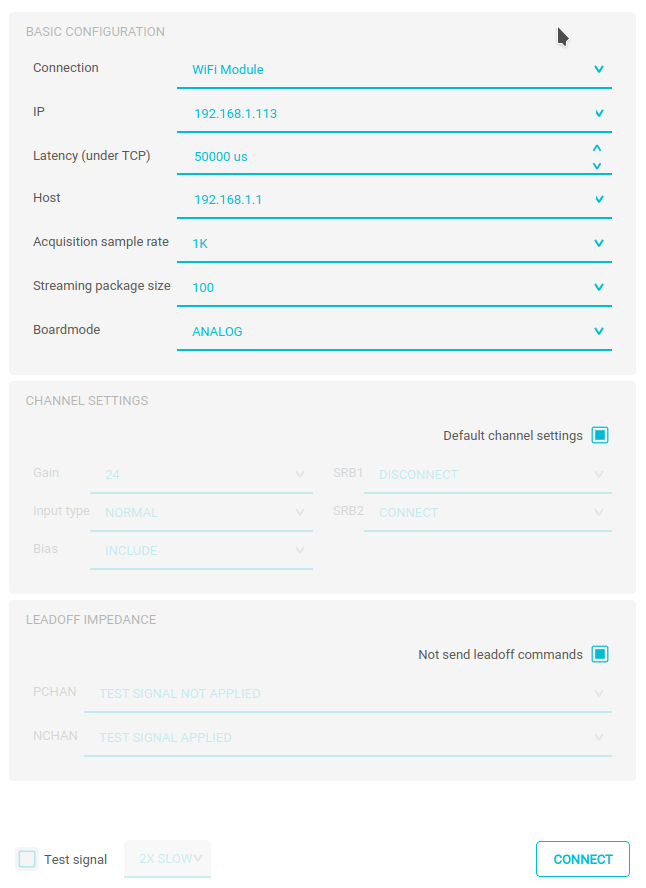 BASIC CONFIGURATION
Connection WiFi Module
IP 192.168.1.113
Latency (under TCP) 50000 us
Host 192.168.1.1
Acquisition sample rate 1K
Streaming package size 100
Boardmode ANALOG
CHANNEL SETTINGS
Default channel settings
Gain 24 SRB1 DISCONNECT
Input type NORMAL SRB2 CONNECT
Bias INCLUDE
LEADOFF IMPEDANCE
Not send leadoff commands
PCHAN TEST SIGNAL NOT APPLIED
NCHAN TEST SIGNAL APPLIED
Test signal 2X SLOW CONNECT